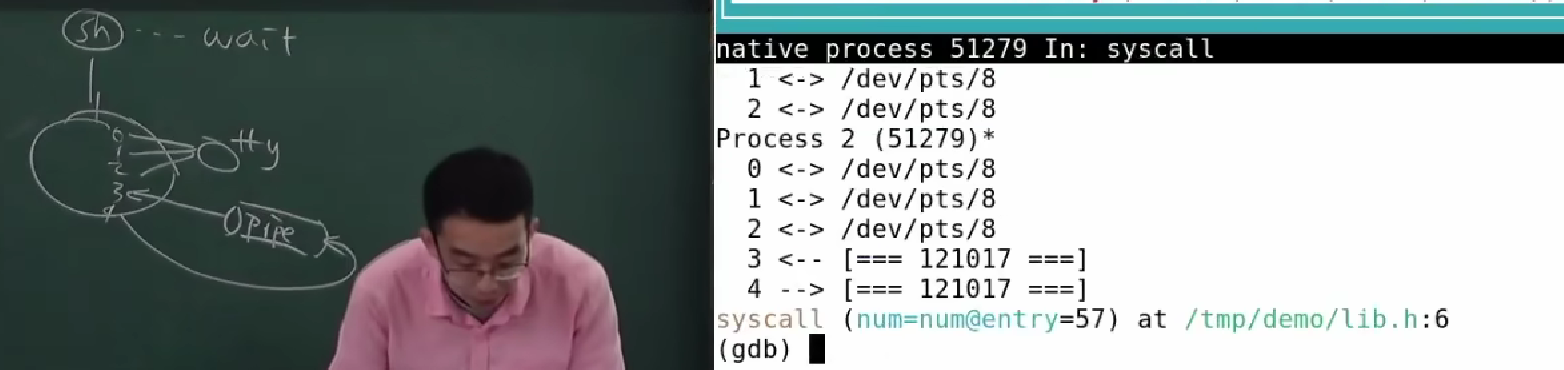 sh --- wait
0
1
2
tty
3
4
pipe
native process 51279 In: syscall
1 <-> /dev/pts/8
2 <-> /dev/pts/8
Process 2 (51279)*
0 <-> /dev/pts/8
1 <-> /dev/pts/8
2 <-> /dev/pts/8
3 <-- [=== 121017 ===]
4 --> [=== 121017 ===]
syscall (num=num@entry=57) at /tmp/demo/lib.h:6
(gdb)